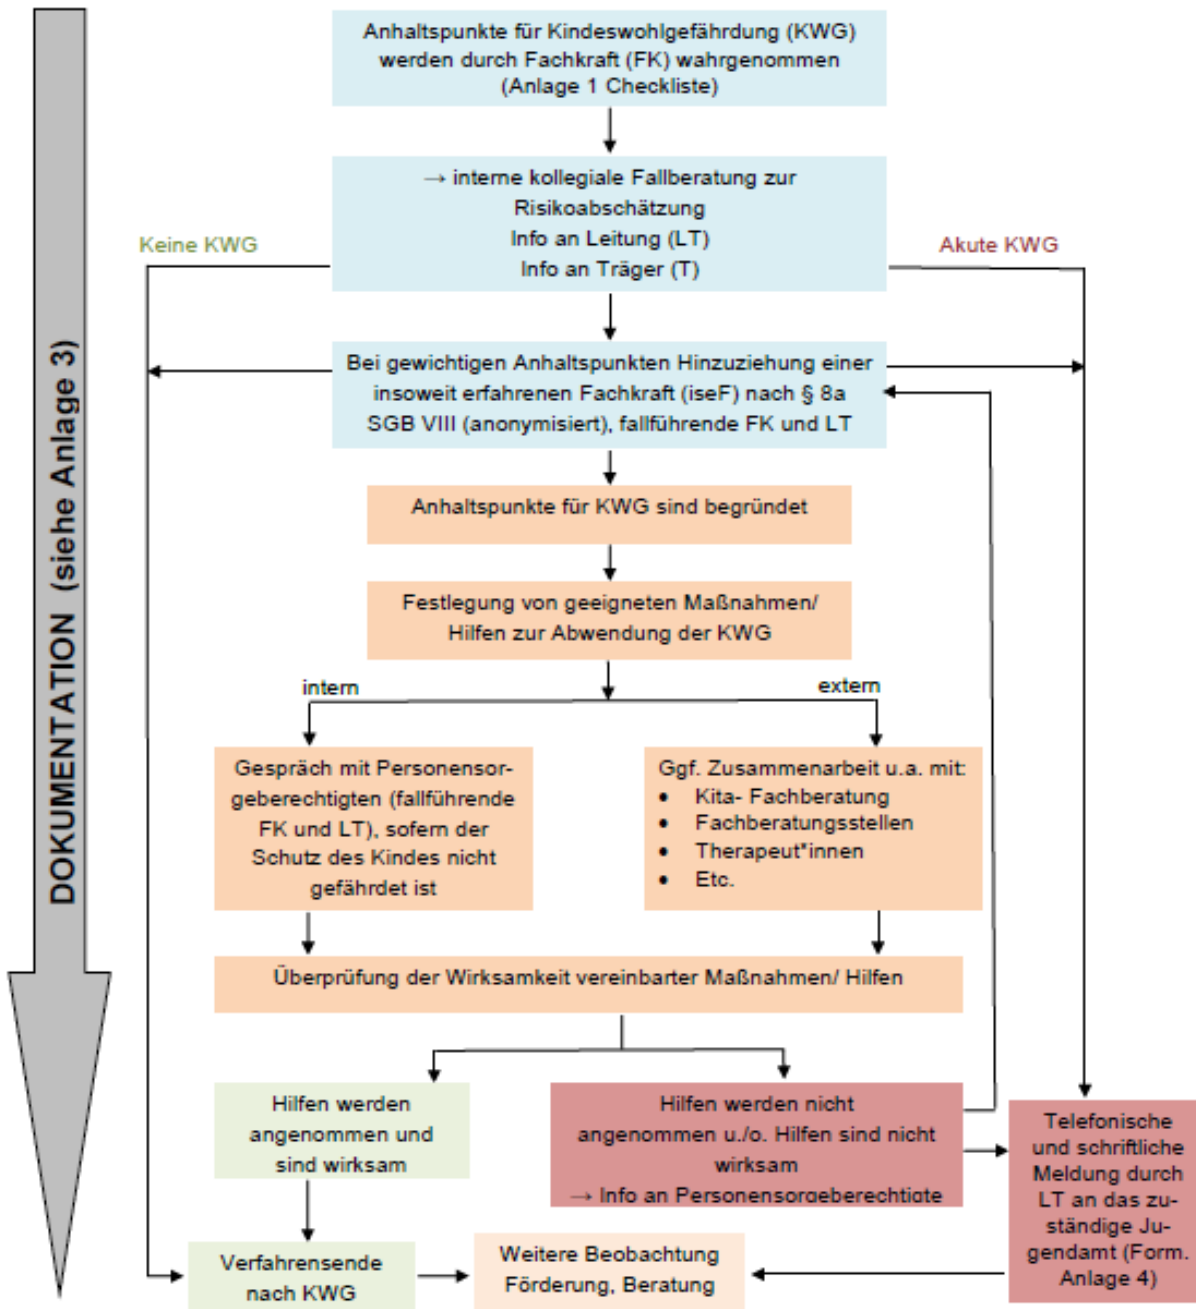 Anhaltspunkte für Kindeswohlgefährdung (KWG)
werden durch Fachkraft (FK) wahrgenommen
(Anlage 1 Checkliste)
→ interne kollegiale Fallberatung zur
Risikoabschätzung
Info an Leitung (LT)
Info an Träger (T)
Keine KWG
Akute KWG
Bei gewichtigen Anhaltspunkten Hinzuziehung einer
insoweit erfahrenen Fachkraft (iseF) nach § 8a
SGB VIII (anonymisiert), fallführende FK und LT
DOKUMENTATION (siehe Anlage 3)
Anhaltspunkte für KWG sind begründet
Festlegung von geeigneten Maßnahmen/
Hilfen zur Abwendung der KWG
intern
extern
Gespräch mit Personensor-
geberechtigten (fallführende
FK und LT), sofern der
Schutz des Kindes nicht
gefährdet ist
Ggf. Zusammenarbeit u.a. mit:
• Kita- Fachberatung
• Fachberatungsstellen
• Therapeut*innen
• Etc.
Überprüfung der Wirksamkeit vereinbarter Maßnahmen/ Hilfen
Hilfen werden
angenommen und
sind wirksam
Hilfen werden nicht
angenommen u./o. Hilfen sind nicht
wirksam
→ Info an Personensorgeberechtigte
Telefonische
und schriftliche
Meldung durch
LT an das zu-
ständige Ju-
gendamt (Form.
Anlage 4)
Verfahrensende
nach KWG
Weitere Beobachtung
Förderung, Beratung